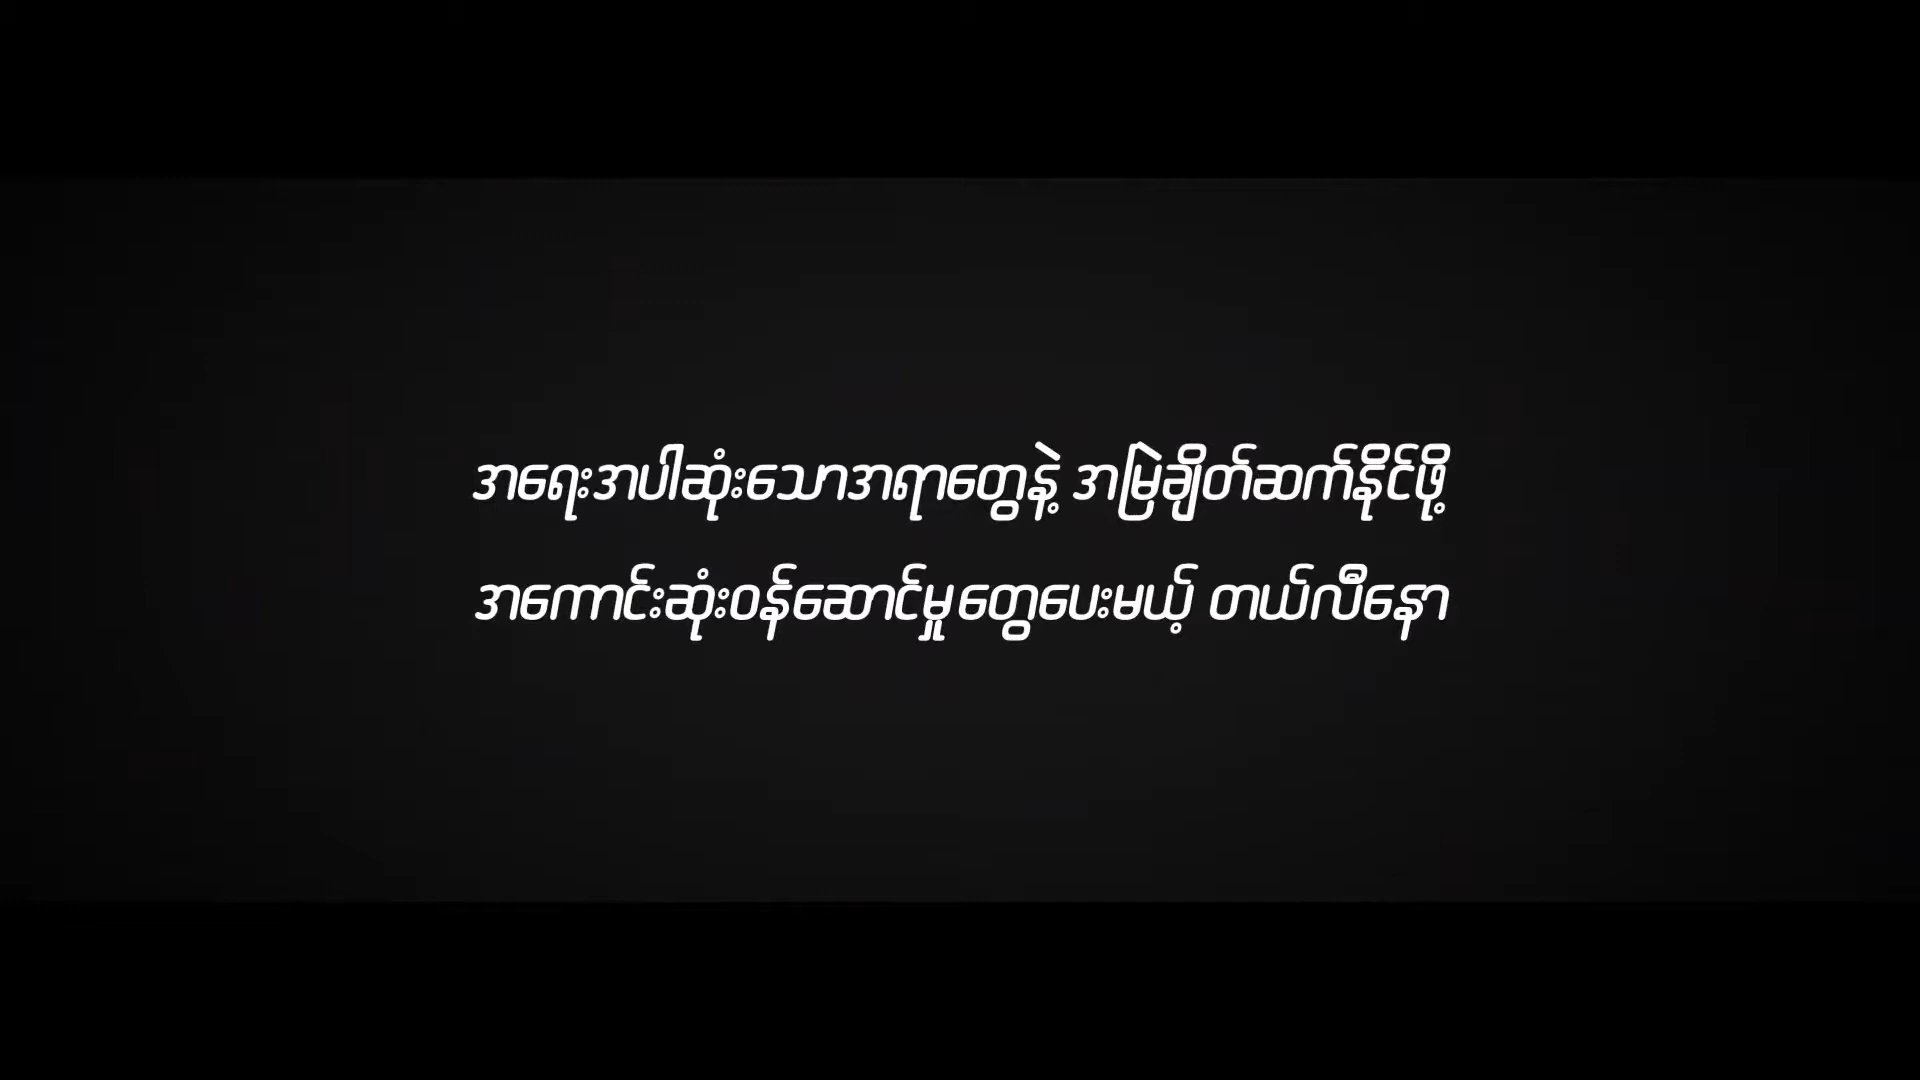 အရေးအပါဆုံးသောအရာတွေနဲ့ အမြဲချိတ်ဆက်နိုင်ဖို့
အကောင်းဆုံးဝန်ဆောင်မှုတွေပေးမယ့် တယ်လီနော